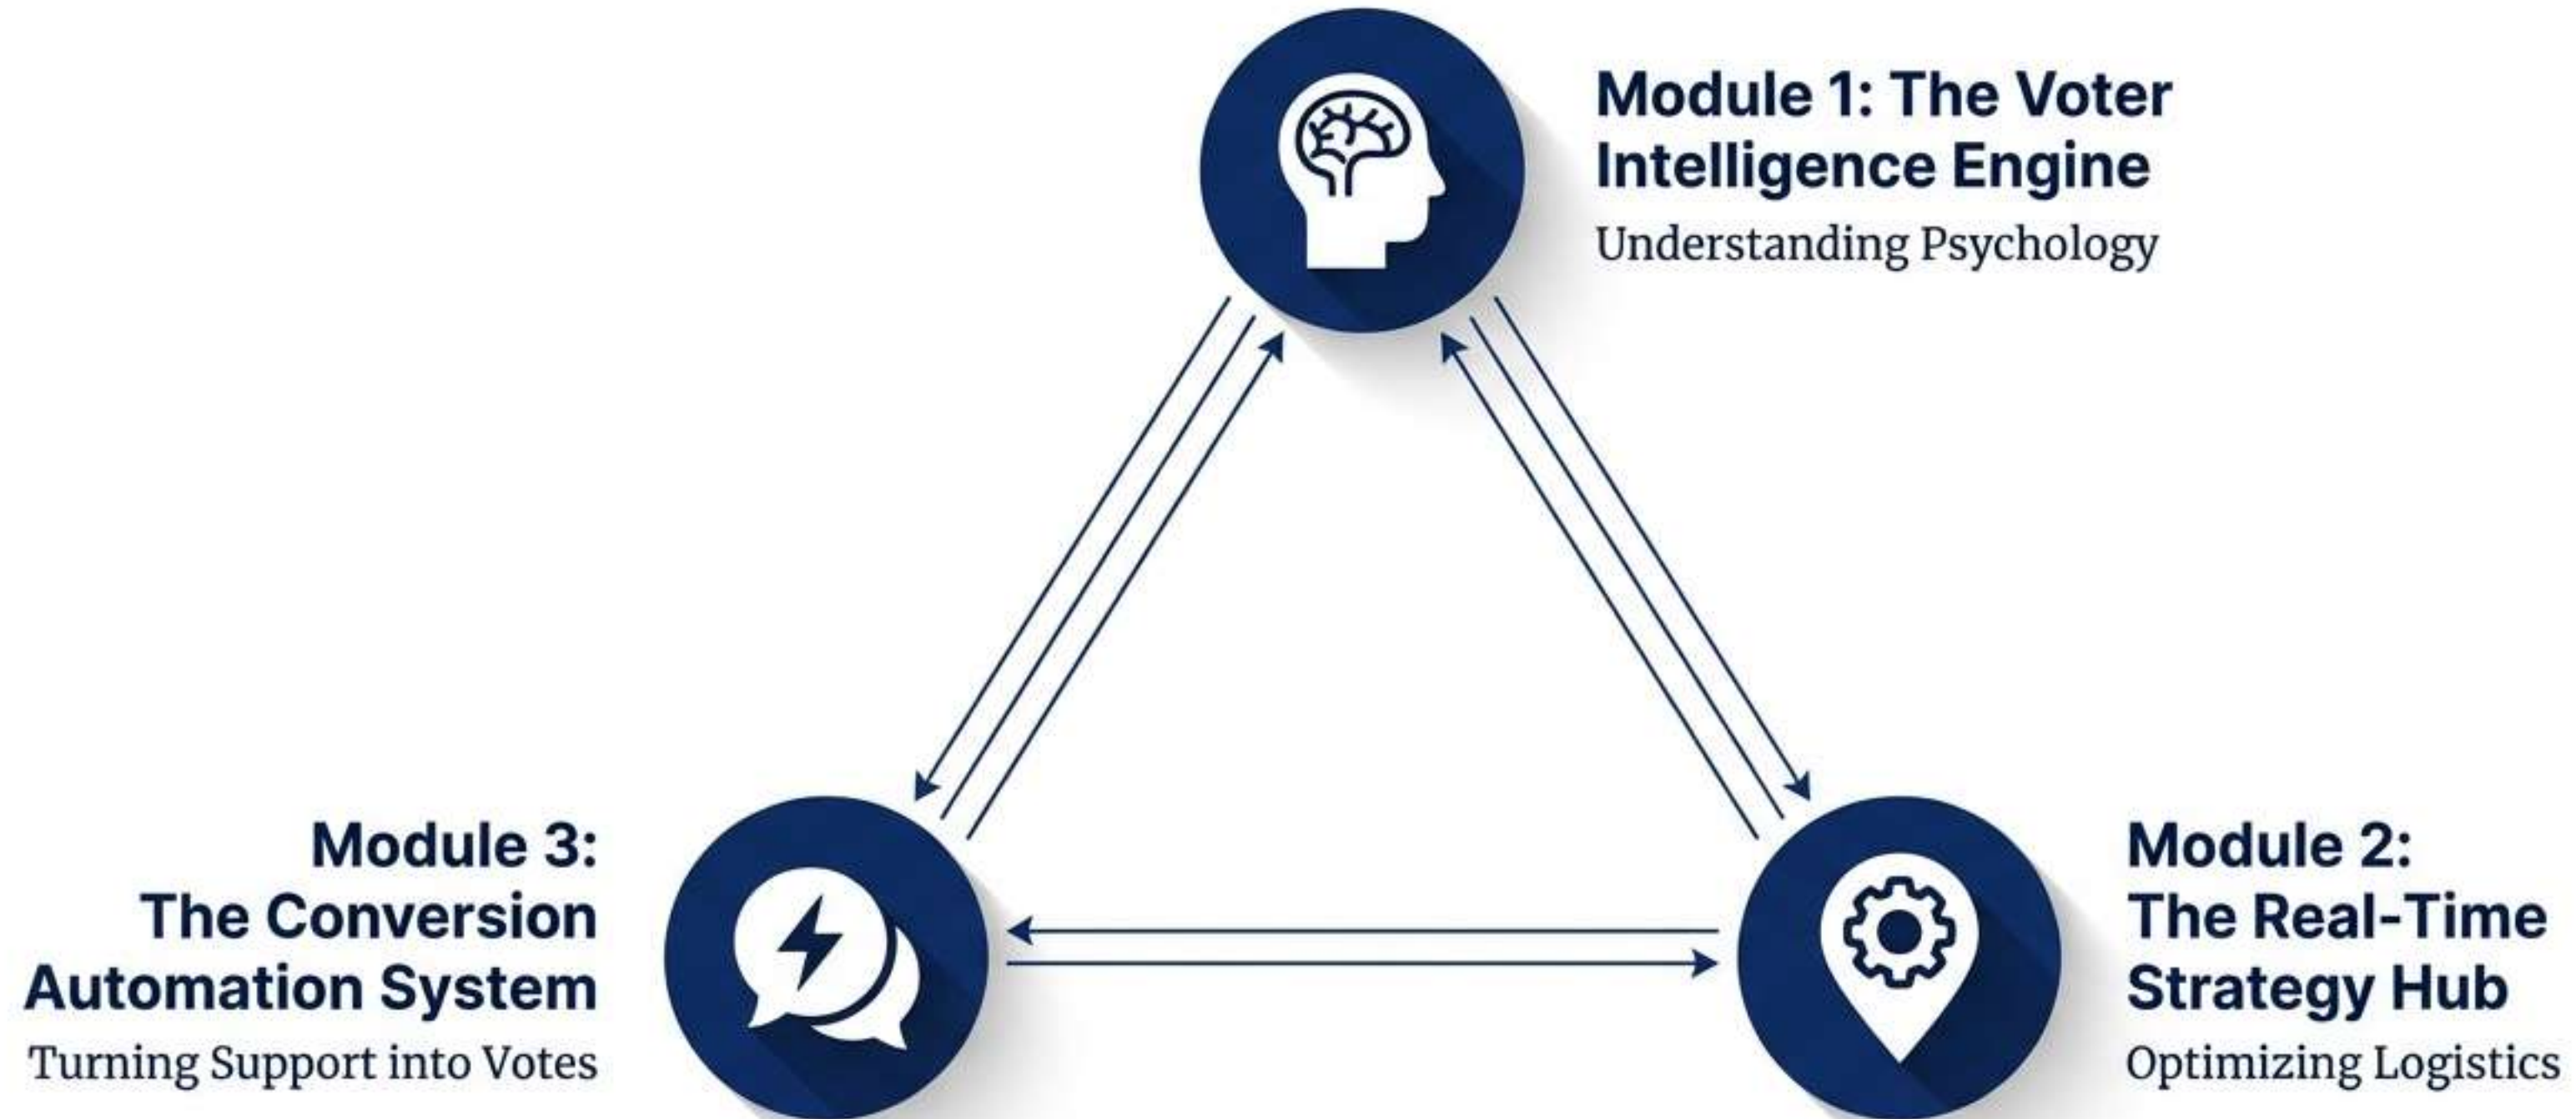 Module 1: The Voter
Intelligence Engine
Understanding Psychology
Module 3:
The Conversion
Automation System
Turning Support into Votes
Module 2:
The Real-Time
Strategy Hub
Optimizing Logistics